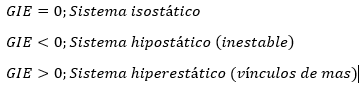 GIE = 0; Sistema isostático
GIE < 0; Sistema hipostático (inestable)
GIE > 0; Sistema hiperestático (vínculos de mas)